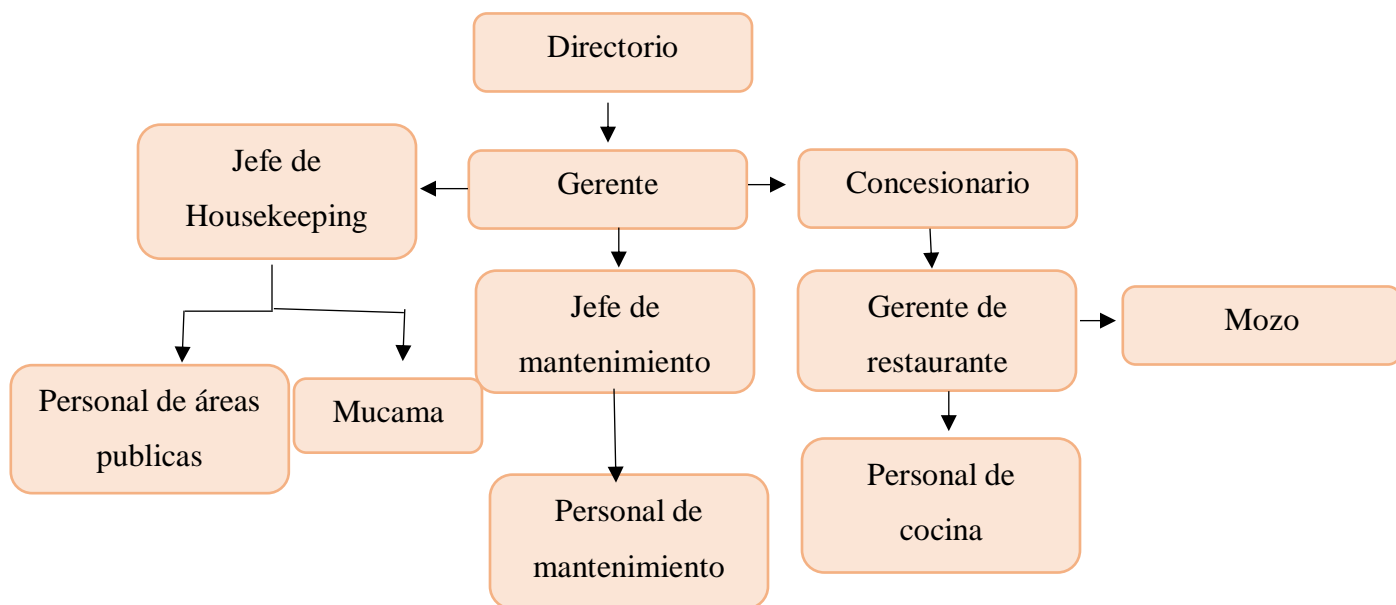 Directorio
Jefe de
Housekeeping
Gerente
Concesionario
Jefe de
mantenimiento
Gerente de
restaurante
Mozo
Personal de áreas
publicas
Mucama
Personal de
mantenimiento
Personal de
cocina